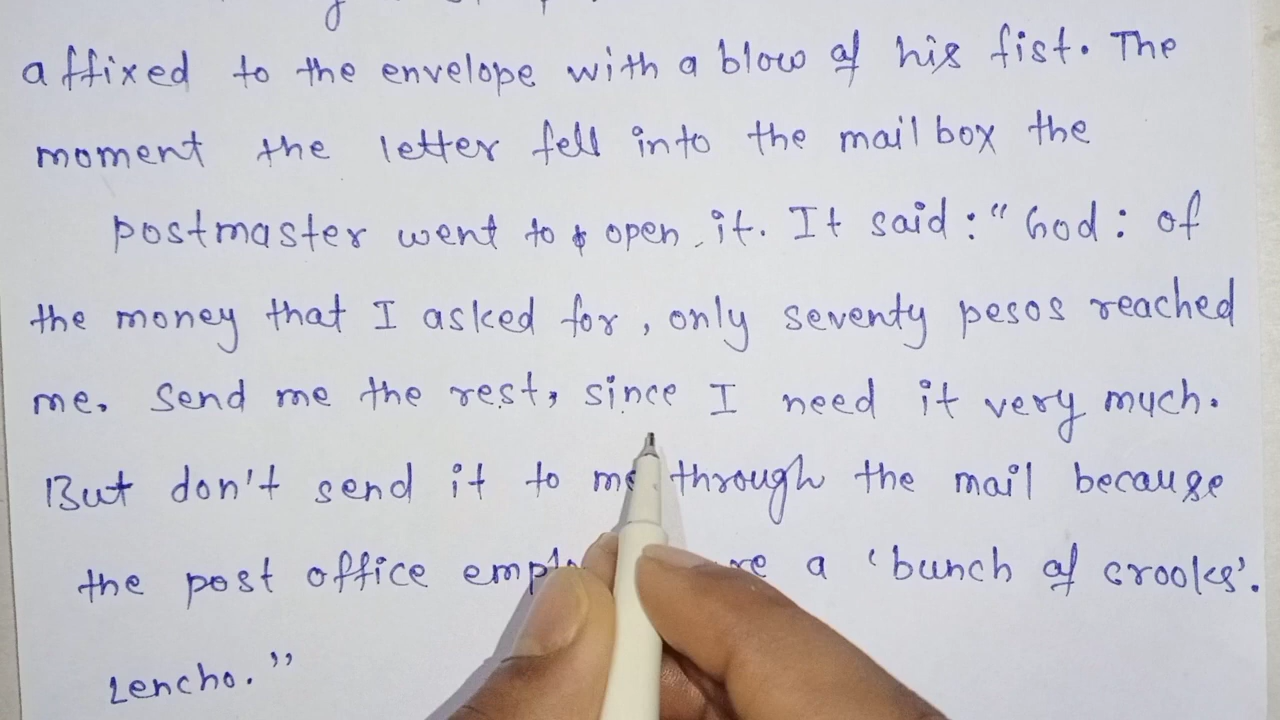 affixed to the envelope with a blow of his fist. The
moment the letter fell into the mail box the
postmaster went to open it. It said: "God: of
the money that I asked for, only seventy pesos reached
me. Send me the rest, since I need it very much.
But don't send it to me through the mail because
the post office a 'bunch of crooks'.
Lencho."